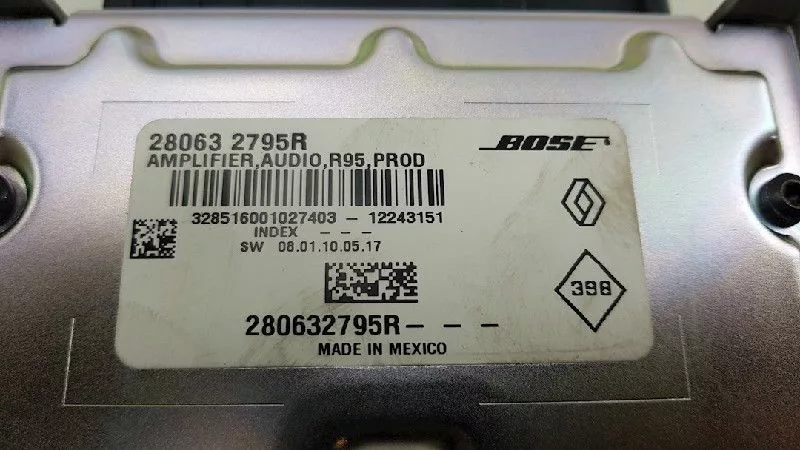 28063 2795R
BOSE
AMPLIFIER,AUDIO,R95,PROD
328516001027403 - 12243151
INDEX - - -
SW 08.01.10.05.17
398
280632795R- - -
MADE IN MEXICO